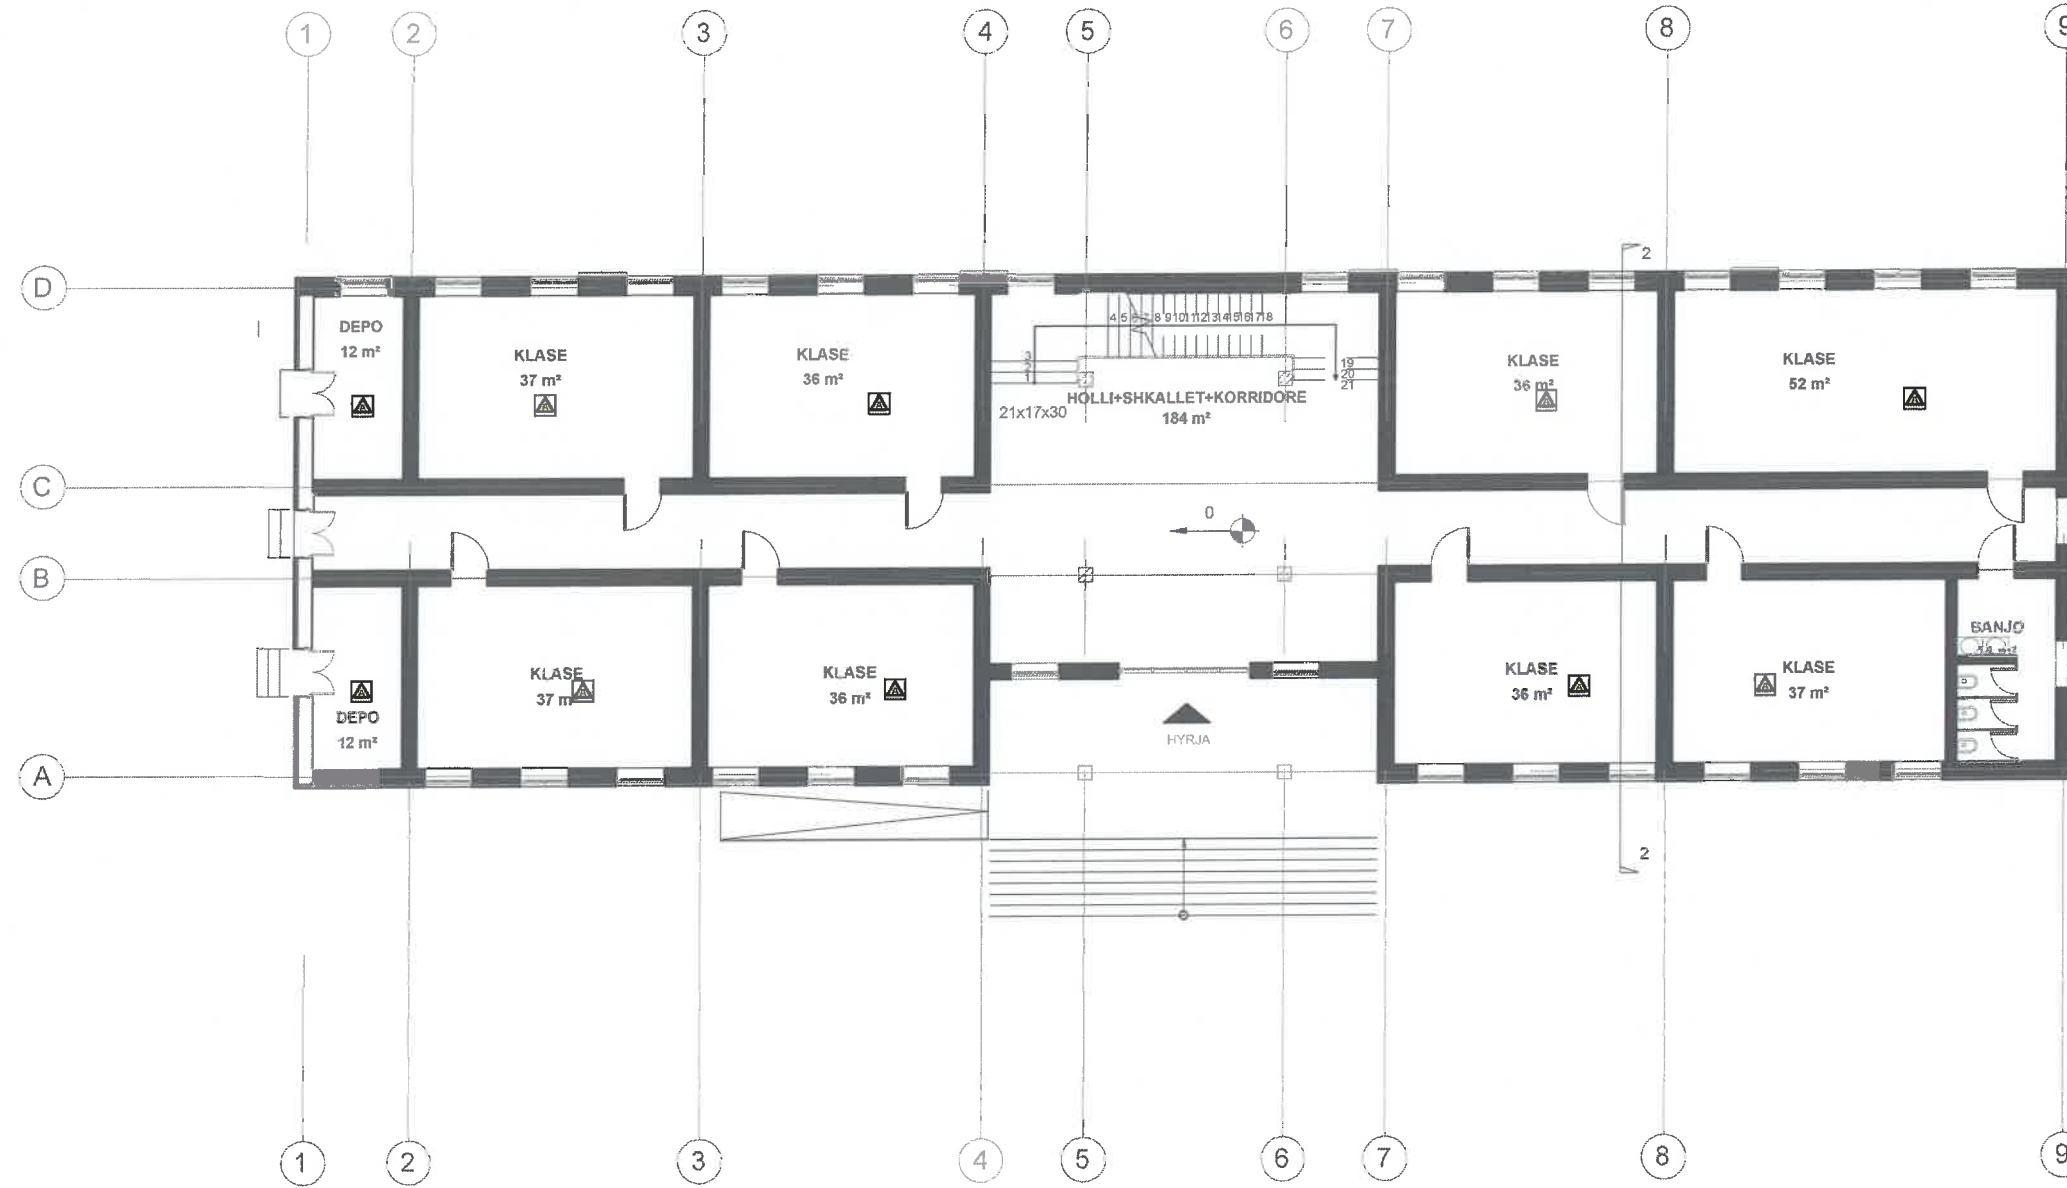 1 2 3 4 5 6 7 8 9
D
2
DEPO
12 m²
KLASE
37 m²
KLASE
36 m²
4 5 8 9 10 11 12 13 14 15 16 17 18
3
2
1
19
20
21
HOLLI+SHKALLET+KORRIDORE
184 m²
21x17x30
KLASE
36 m²
KLASE
52 m²
C
0
B
DEPO
12 m²
KLASE
37 m
KLASE
36 m²
HYRJA
KLASE
36 m²
KLASE
37 m²
BANJO
A
2
1 2 3 4 5 6 7 8 9